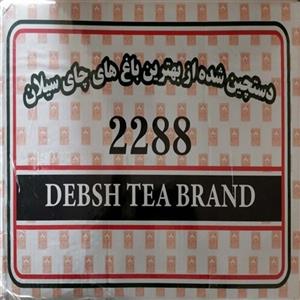 دستچین شده از بهترین باغ های چای سیلان
2288
DEBSH TEA BRAND